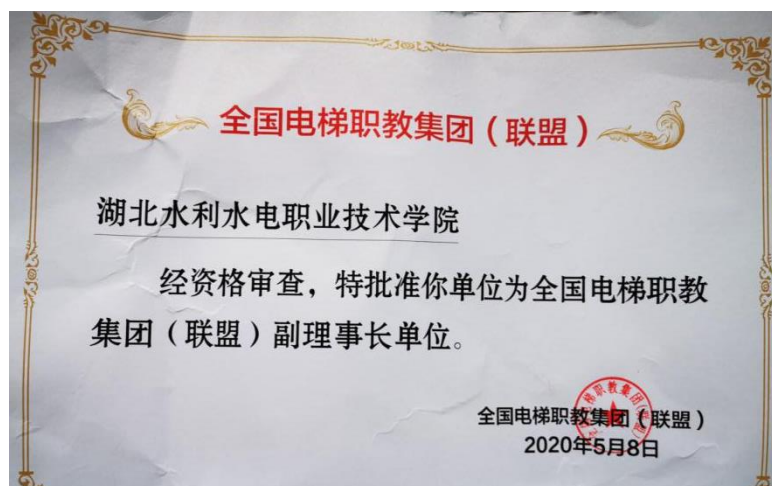 全国电梯职教集团（联盟）
湖北水利水电职业技术学院
经资格审查，特批准你单位为全国电梯职教
集团（联盟）副理事长单位。
全国电梯职教集团（联盟）
2020年5月8日